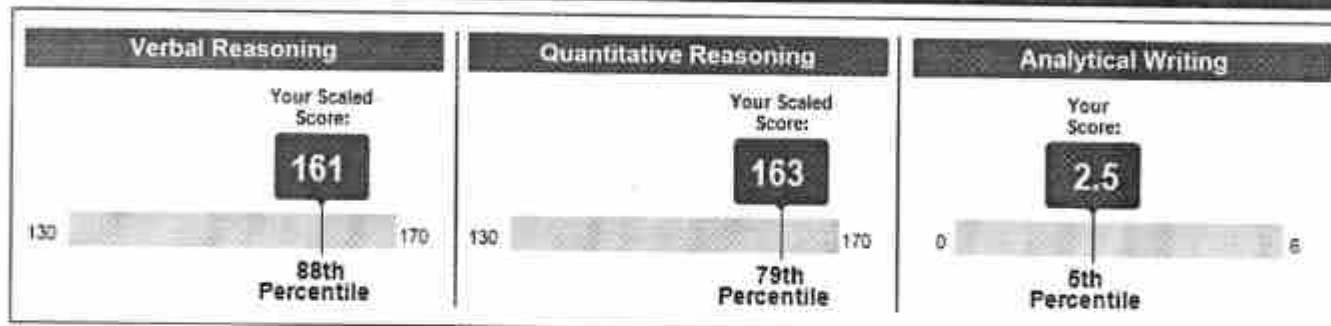 Verbal Reasoning
Your Scaled
Score:
161
130
170
88th
Percentile
Quantitative Reasoning
Your Scaled
Score:
163
130
170
79th
Percentile
Analytical Writing
Your
Score:
2.5
0
6
Percentile